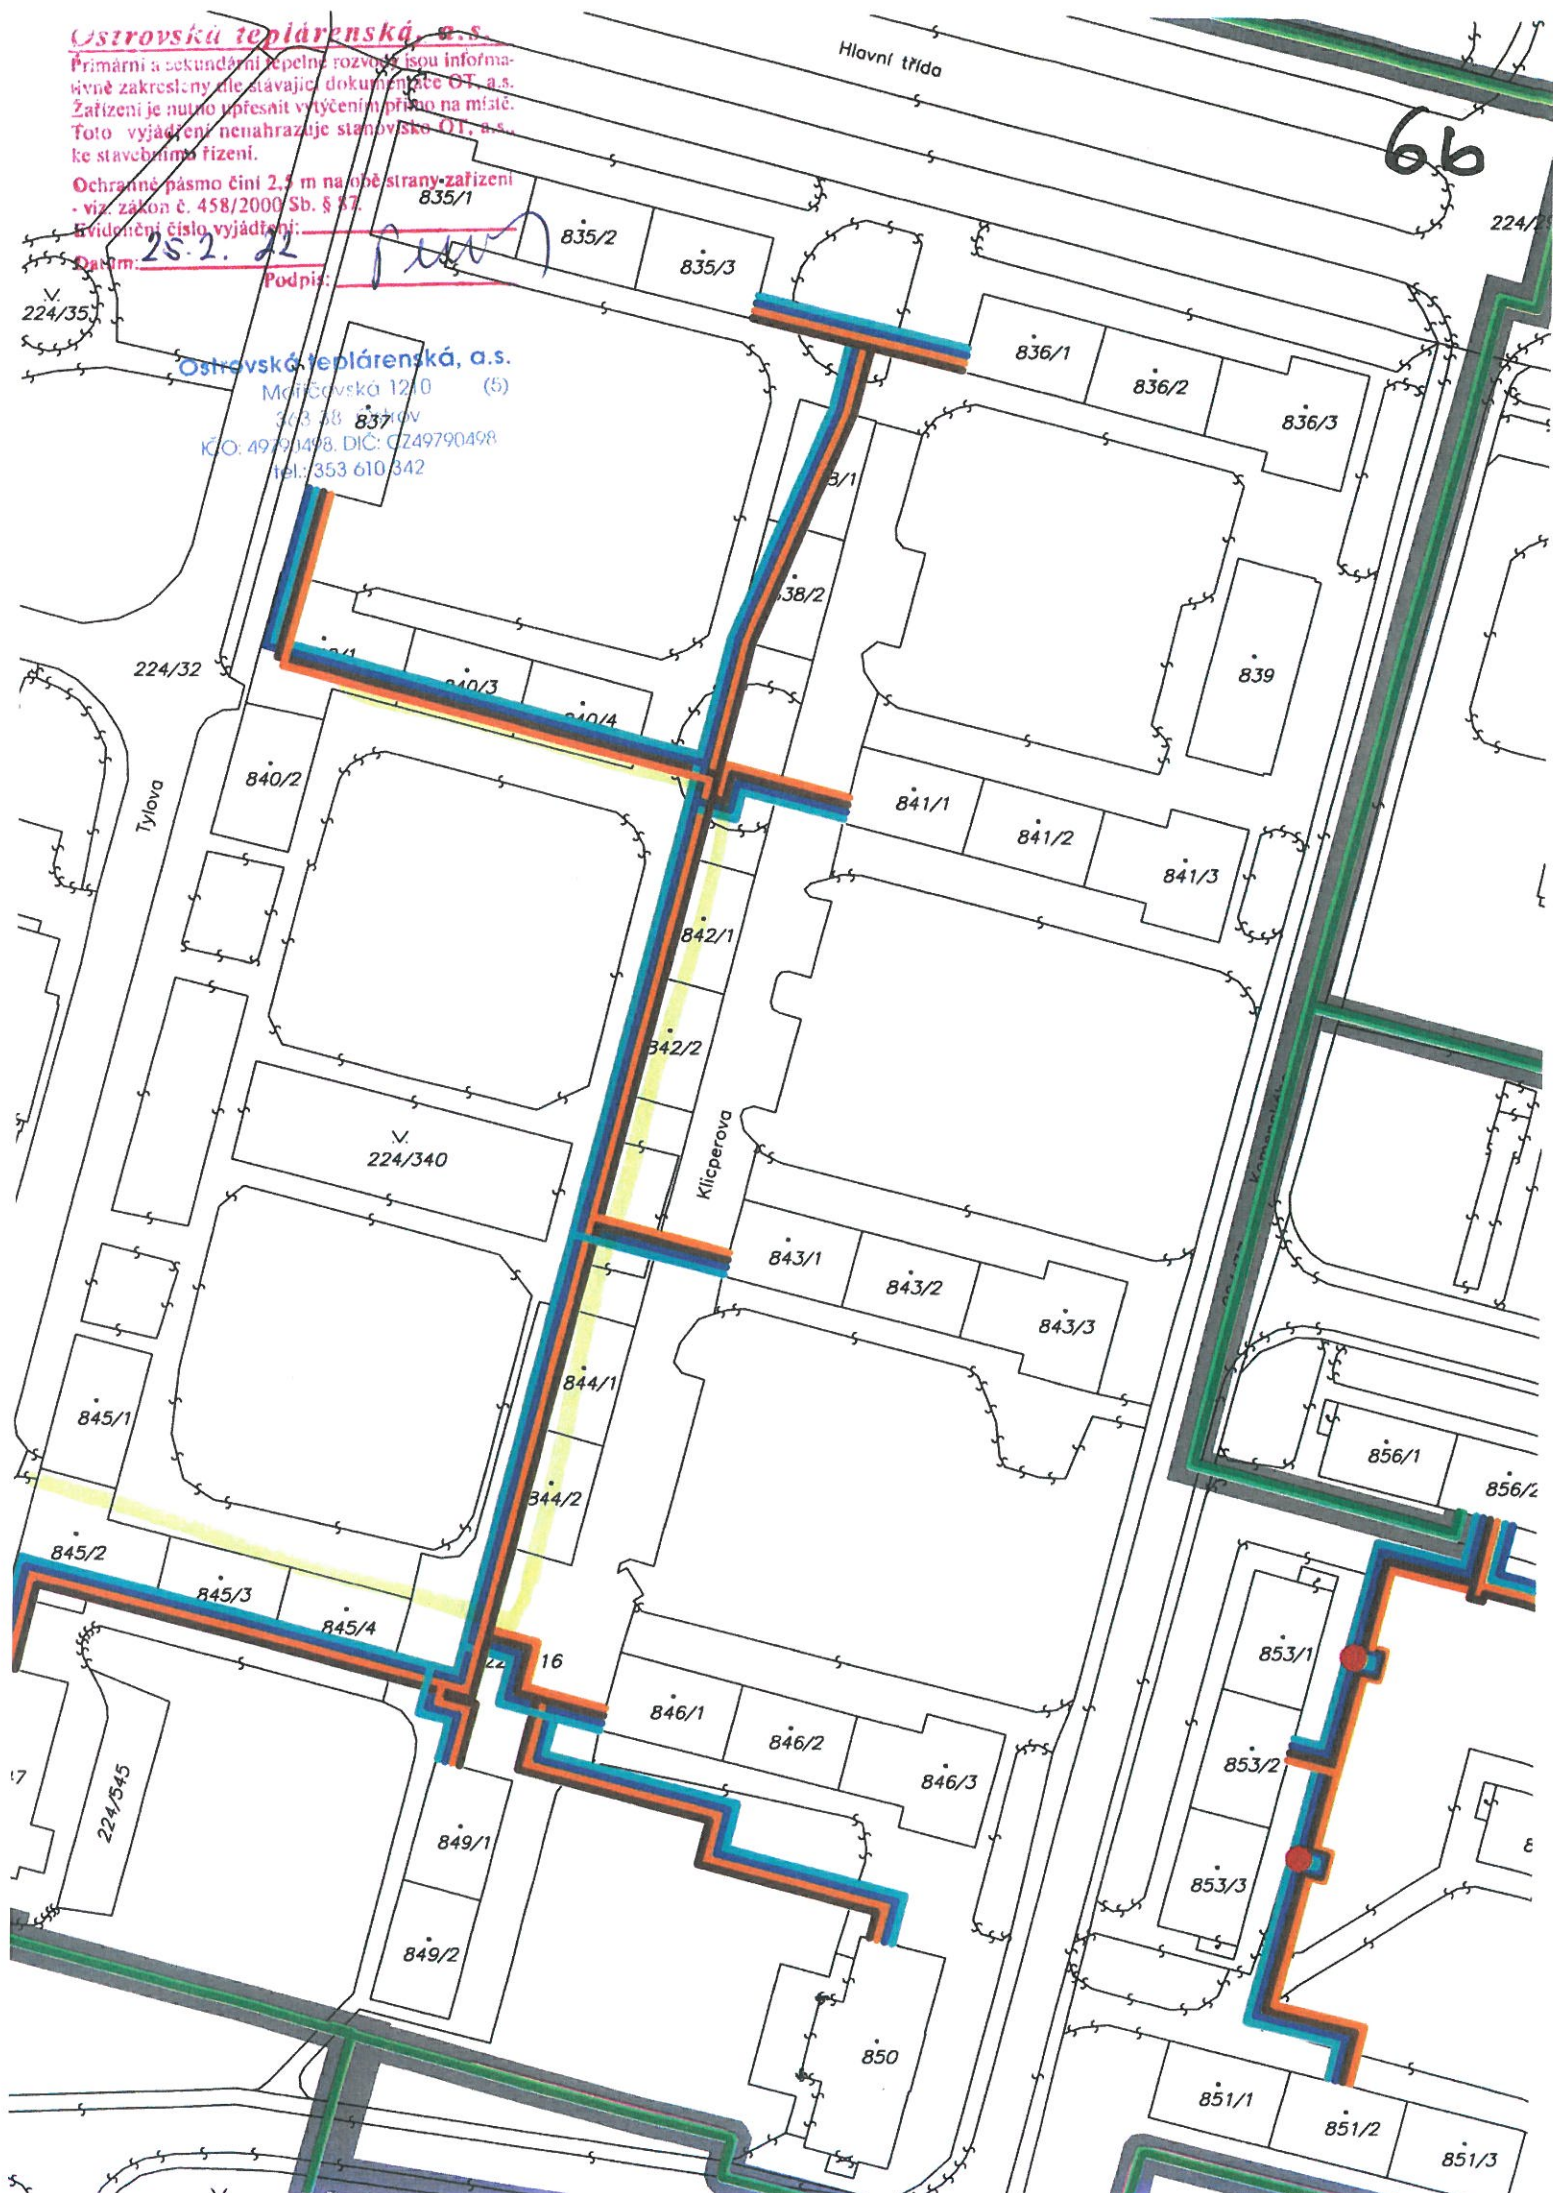 Ostrovská teplárenská, a.s.
Primární a sekundární tepelné rozvody jsou informa-
tivně zakresleny dle stávající dokumentace OT, a.s.
Zařízení je nutno upřesnit vytýčením přímo na místě.
Toto vyjádření nenahrazuje stanovisko OT, a.s.,
ke stavebnímu řízení.
Ochranné pásmo činí 2,5 m na obě strany zařízení
- viz. zákon č. 458/2000 Sb. § 87.
Evidenční číslo vyjádření:
Datum: 25.2. 22
Podpis:
Ostrovská teplárenská, a.s.
Mořičovská 1210 (5)
363 38 Ostrov
IČO: 49790498, DIČ: CZ49790498
tel.: 353 610 342
Hlavní třída
6b
835/1
835/2
835/3
224/35
836/1
836/2
836/3
837
38/2
839
224/32
840/3
840/4
840/2
Tylova
841/1
841/2
841/3
842/1
842/2
224/340
Klicperova
843/1
843/2
843/3
844/1
844/2
845/1
856/1
856/2
845/2
845/3
845/4
16
846/1
846/2
846/3
853/1
853/2
853/3
224/545
849/1
849/2
850
851/1
851/2
851/3